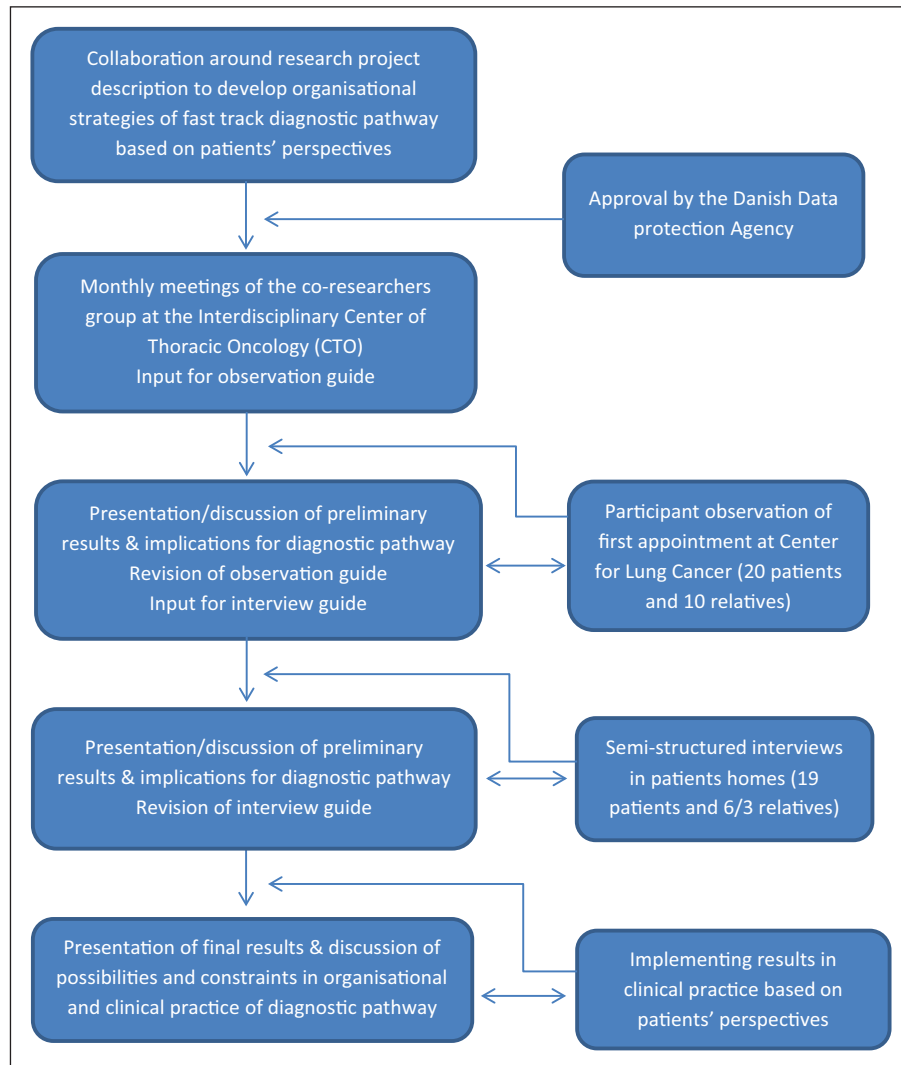 Collaboration around research project
description to develop organisational
strategies of fast track diagnostic pathway
based on patients’ perspectives
Approval by the Danish Data
protection Agency
Monthly meetings of the co-researchers
group at the Interdisciplinary Center of
Thoracic Oncology (CTO)
Input for observation guide
Presentation/discussion of preliminary
results & implications for diagnostic pathway
Revision of observation guide
Input for interview guide
Participant observation of
first appointment at Center
for Lung Cancer (20 patients
and 10 relatives)
Presentation/discussion of preliminary
results & implications for diagnostic pathway
Revision of interview guide
Semi-structured interviews
in patients homes (19
patients and 6/3 relatives)
Presentation of final results & discussion of
possibilities and constraints in organisational
and clinical practice of diagnostic pathway
Implementing results in
clinical practice based on
patients’ perspectives